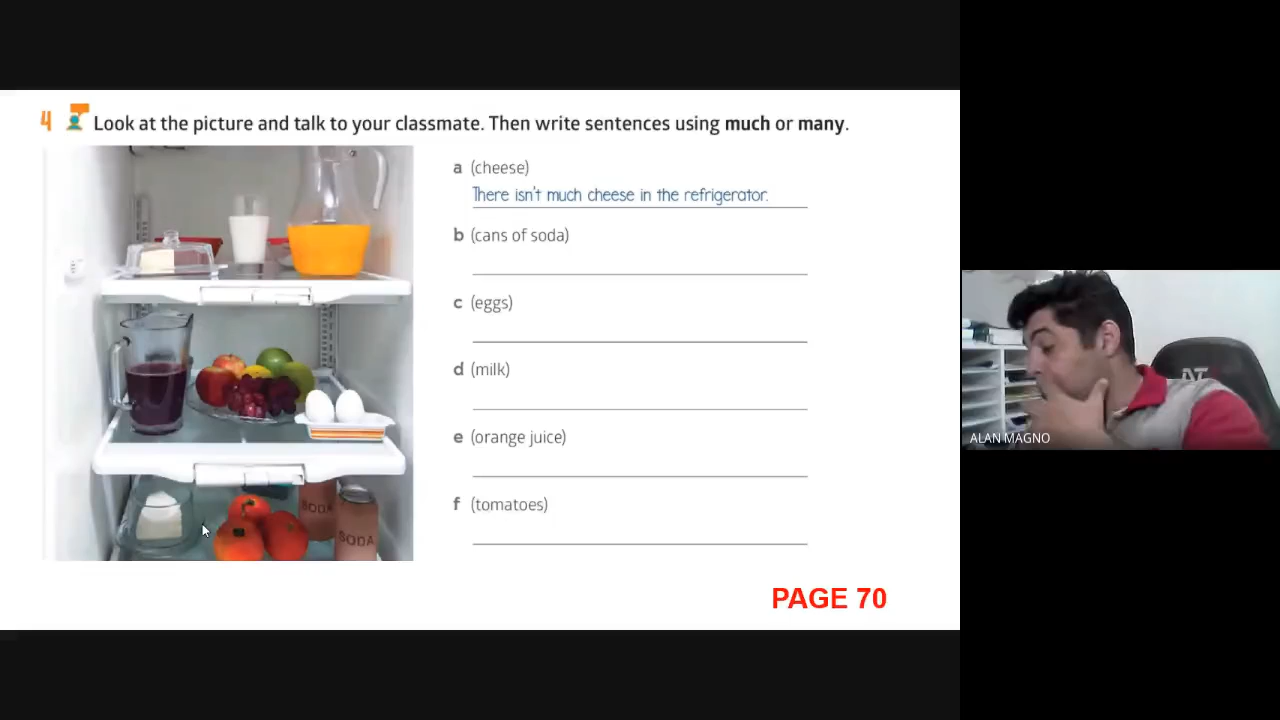 4 Look at the picture and talk to your classmate. Then write sentences using much or many.
a (cheese)
There isn't much cheese in the refrigerator.
b (cans of soda)
c (eggs)
d (milk)
e (orange juice)
f (tomatoes)
SODA
SODA
PAGE 70
ALAN MAGNO